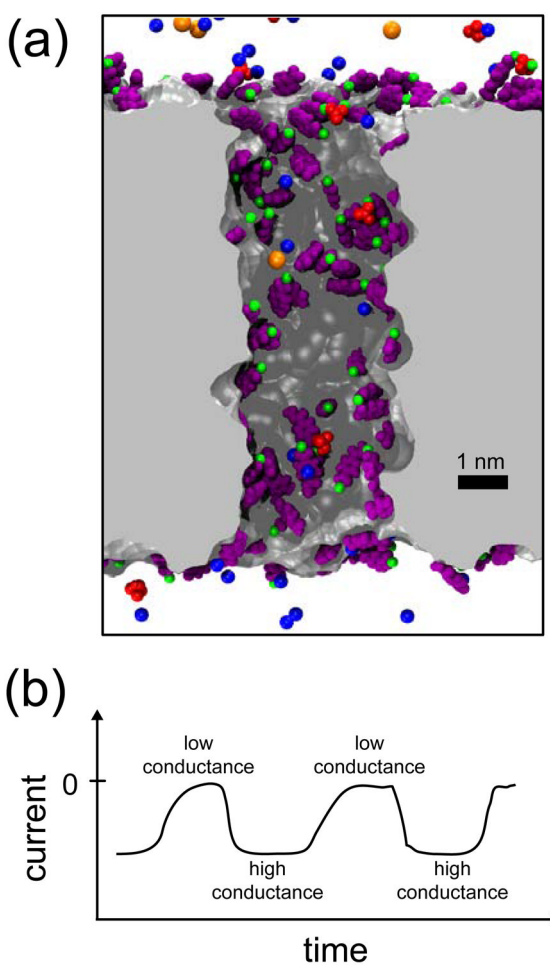 (a)
1 nm
(b)
low
conductance
low
conductance
0
current
high
conductance
high
conductance
time